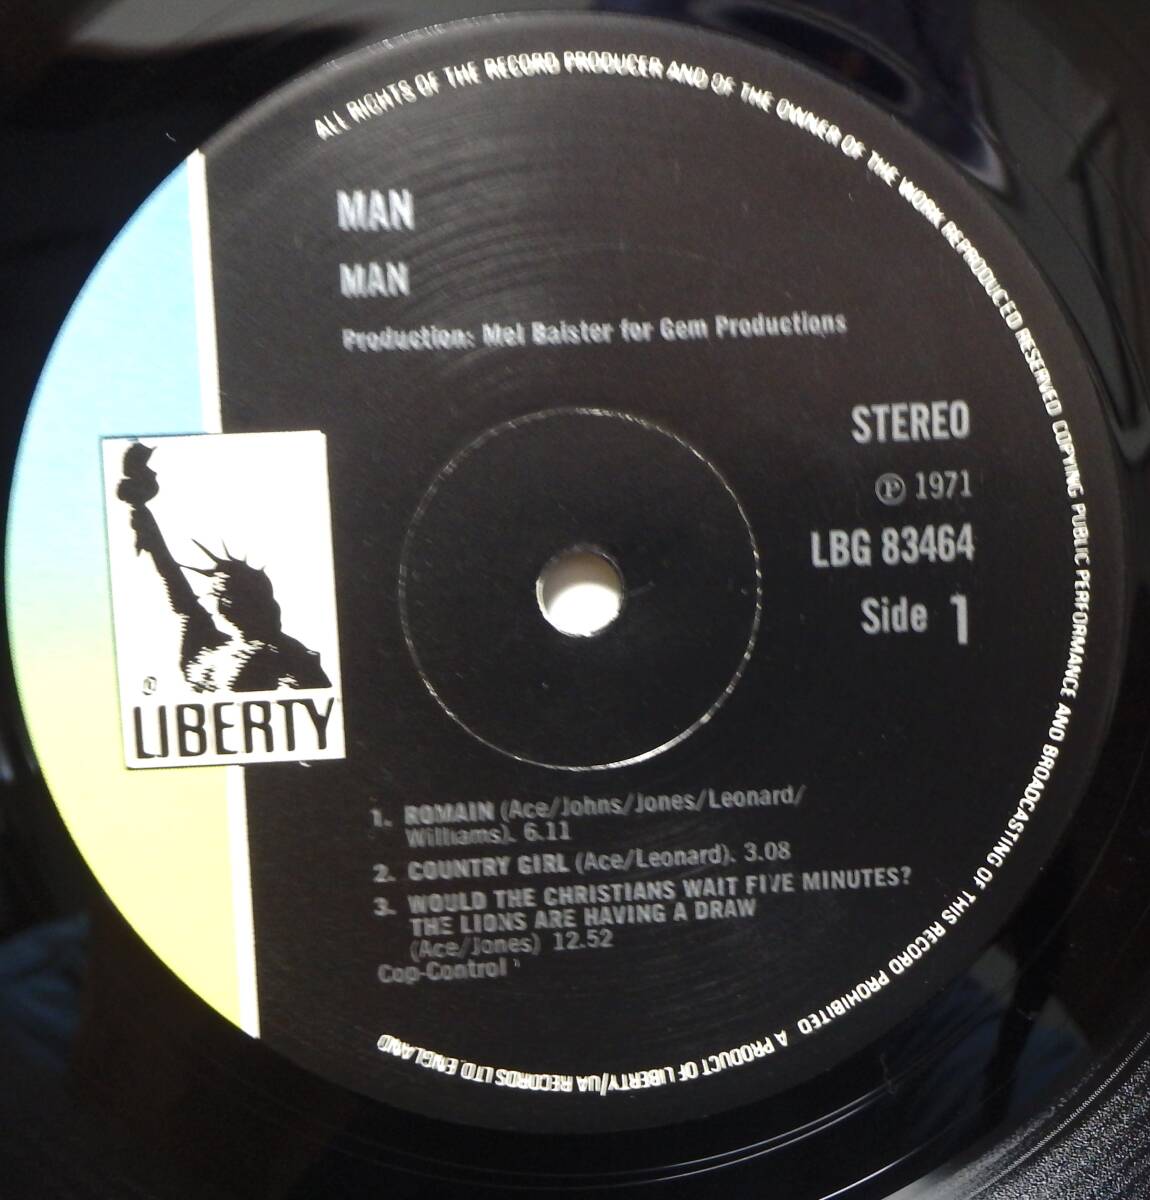 ALL RIGHTS OF THE RECORD PRODUCER AND OF THE OWNER OF THE WORK REPRODUCED RESERVED COPYING PUBLIC PERFORMANCE AND BROADCASTING OF THIS RECORD PROHIBITED A PRODUCT OF LIBERTY/UA RECORDS LTD. ENGLAND
MAN
MAN
Production: Mel Baister for Gem Productions
STEREO
℗ 1971
LBG 83464
Side 1
LIBERTY
1. ROMAIN (Ace/Johns/Jones/Leonard/
Williams). 6.11
2. COUNTRY GIRL (Ace/Leonard). 3.08
3. WOULD THE CHRISTIANS WAIT FIVE MINUTES?
THE LIONS ARE HAVING A DRAW
(Ace/Jones) 12.52
Cop-Control